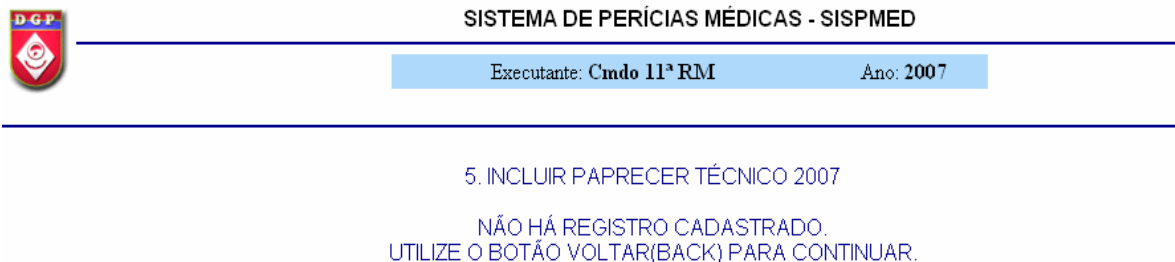 D-G-P
SISTEMA DE PERÍCIAS MÉDICAS - SISPMED
Executante: Cmdo 11ª RM Ano: 2007
5. INCLUIR PAPRECER TÉCNICO 2007
NÃO HÁ REGISTRO CADASTRADO.
UTILIZE O BOTÃO VOLTAR(BACK) PARA CONTINUAR.